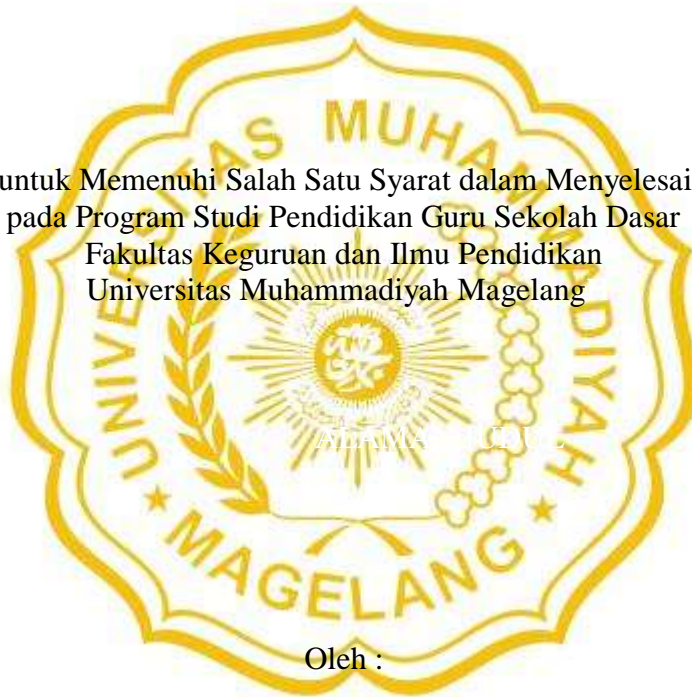 UNIVERSITAS MUHAMMADIYAH
untuk Memenuhi Salah Satu Syarat dalam Menyelesai
pada Program Studi Pendidikan Guru Sekolah Dasar
Fakultas Keguruan dan Ilmu Pendidikan
Universitas Muhammadiyah Magelang
MAGELANG
Oleh :